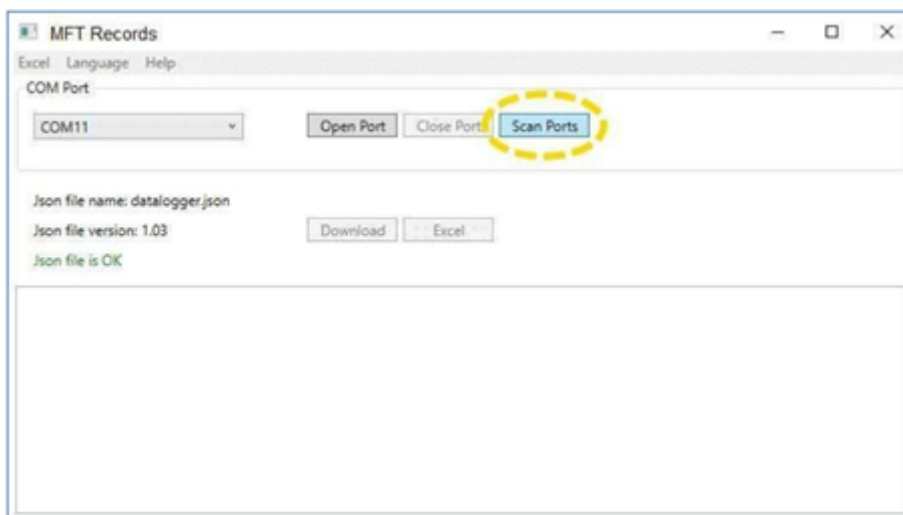 MFT Records
Excel Language Help
COM Port
COM11 Open Port Close Port Scan Ports
Json file name: datalogger.json
Json file version: 1.03 Download Excel
Json file is OK